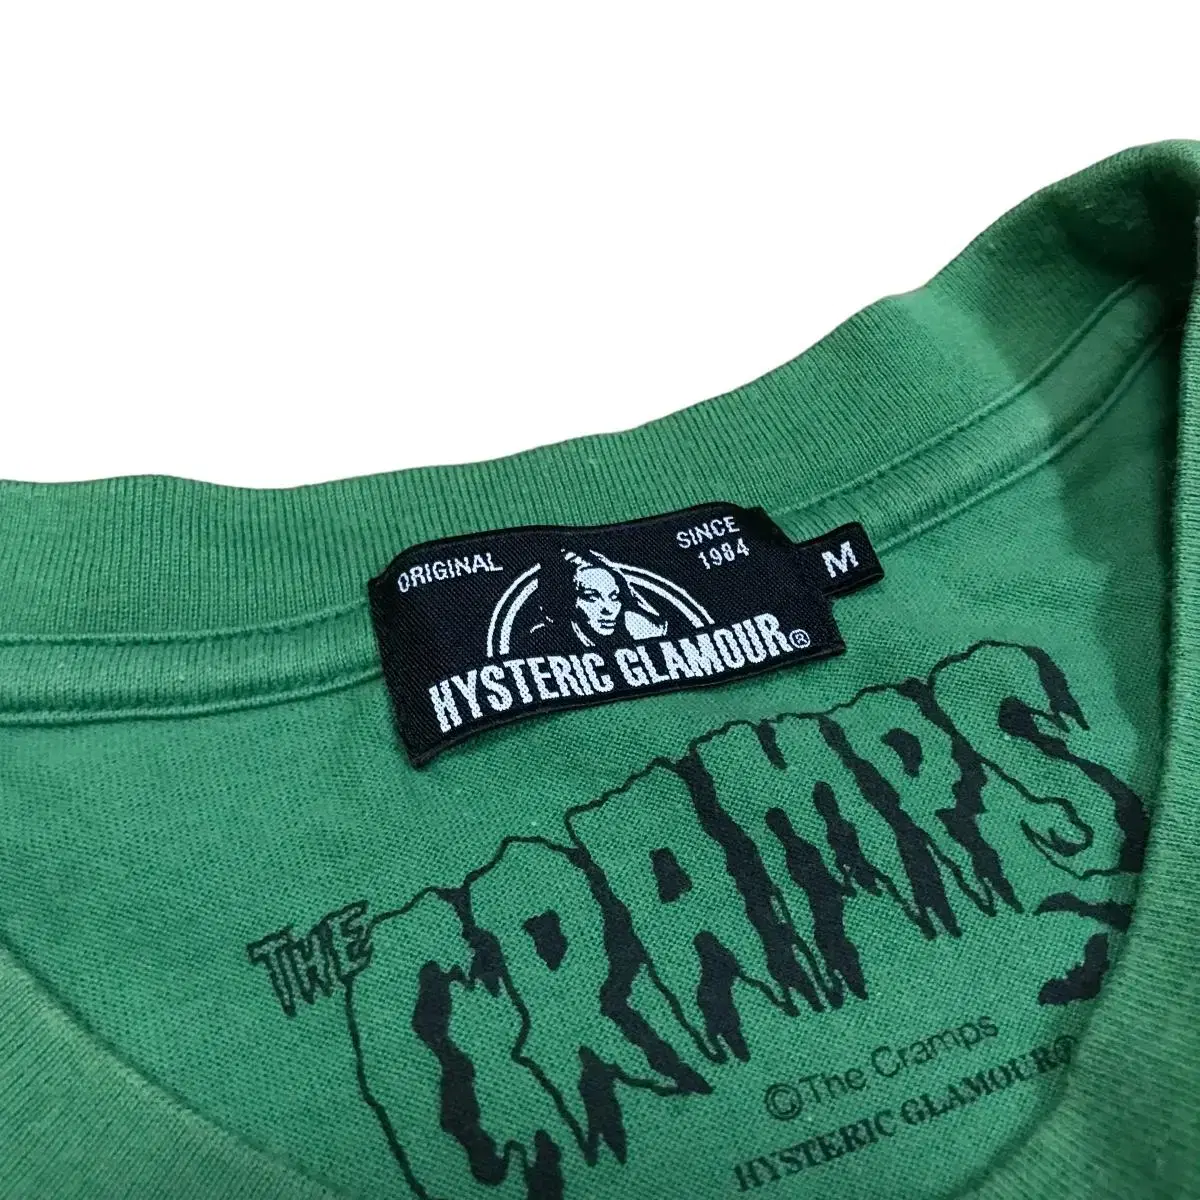 ORIGINAL
SINCE
1984
HYSTERIC GLAMOUR®
M
THE
CRAMPS
©The Cramps
HYSTERIC GLAMOUR®